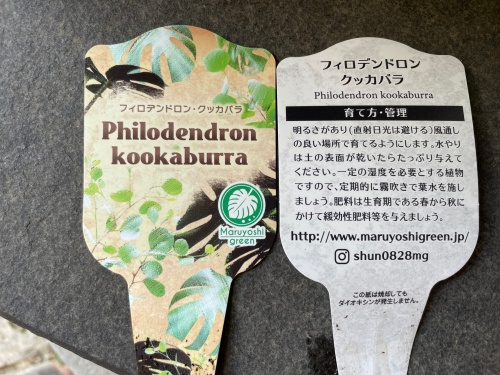 フィロデンドロン・クッカバラ
Philodendron
kookaburra
Maruyoshi
green
フィロデンドロン
クッカバラ
Philodendron kookaburra
育て方・管理
明るさがあり(直射日光は避ける)風通し
の良い場所で育てるようにします。水やり
は土の表面が乾いたらたっぷり与えて
ください。一定の湿度を必要とする植物
ですので、定期的に霧吹きで葉水を施し
ましょう。肥料は生育期である春から秋に
かけて緩効性肥料等を与えましょう。
http://www.maruyoshigreen.jp/
shun0828mg
この紙は焼却しても
ダイオキシンが発生しません。